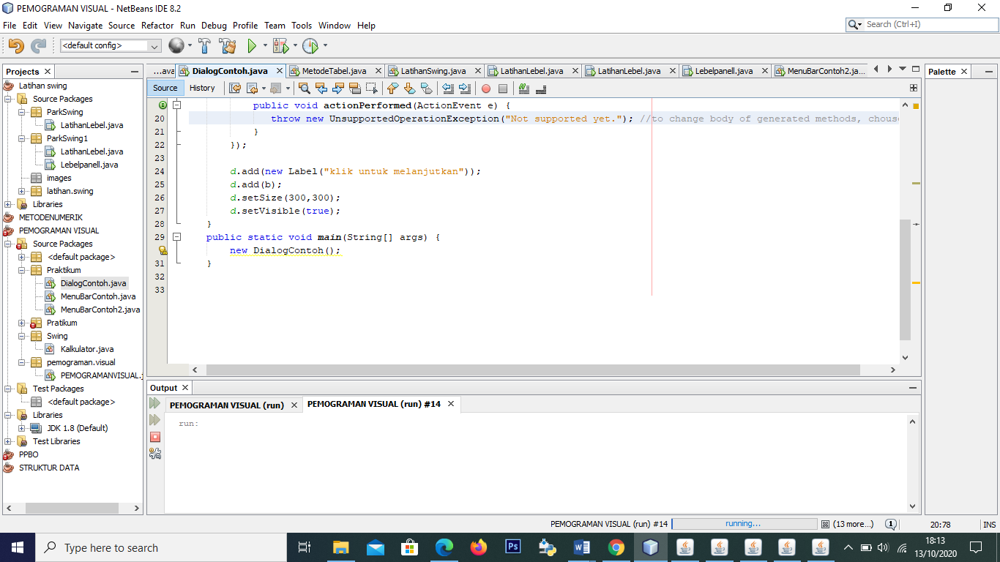 PEMOGRAMAN VISUAL - NetBeans IDE 8.2
File Edit View Navigate Source Refactor Run Debug Profile Team Tools Window Help
Search (Ctrl+I)
<default config>
Projects
Latihan swing
Source Packages
ParkSwing
LatihanLebel.java
ParkSwing1
LatihanLebel.java
Lebelpanell.java
images
latihan.swing
Libraries
METODENUMERIK
PEMOGRAMAN VISUAL
Source Packages
<default package>
Praktikum
DialogContoh.java
MenuBarContoh.java
MenuBarContoh2.java
Pratikum
Swing
Kalkulator.java
pemograman.visual
PEMOGRAMANVISUAL.j
Test Packages
<default package>
Libraries
JDK 1.8 (Default)
Test Libraries
PPBO
STRUKTUR DATA
...ava DialogContoh.java MetodeTabel.java LatihanSwing.java LatihanLebel.java LatihanLebel.java Lebelpanell.java MenuBarContoh2.ja...
Source History
public void actionPerformed(ActionEvent e) {
20 throw new UnsupportedOperationException("Not supported yet."); //to change body of generated methods, chouse
21 }
22 });
23
24 d.add(new Label("klik untuk melanjutkan"));
25 d.add(b);
26 d.setSize(300,300);
27 d.setVisible(true);
28 }
29 public static void main(String[] args) {
new DialogContoh();
31 }
32
33
Palette
Output
PEMOGRAMAN VISUAL (run) PEMOGRAMAN VISUAL (run) #14
run:
PEMOGRAMAN VISUAL (run) #14 running... (13 more...) 1 20:78 INS
Type here to search
Ps
18:13
13/10/2020